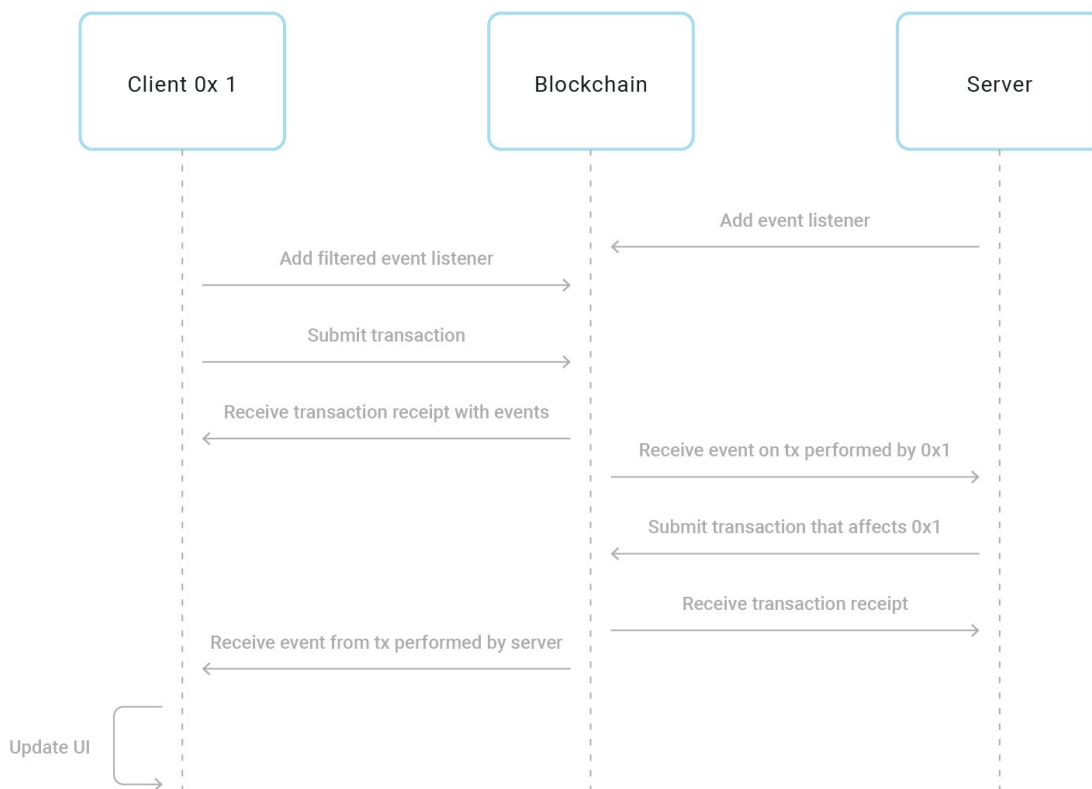 Client 0x 1
Blockchain
Server
Add event listener
Add filtered event listener
Submit transaction
Receive transaction receipt with events
Receive event on tx performed by 0x1
Submit transaction that affects 0x1
Receive transaction receipt
Receive event from tx performed by server
Update UI